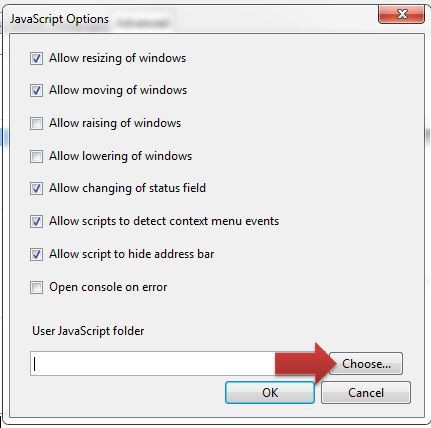 JavaScript Options
Allow resizing of windows
Allow moving of windows
Allow raising of windows
Allow lowering of windows
Allow changing of status field
Allow scripts to detect context menu events
Allow script to hide address bar
Open console on error
User JavaScript folder
Choose...
OK Cancel